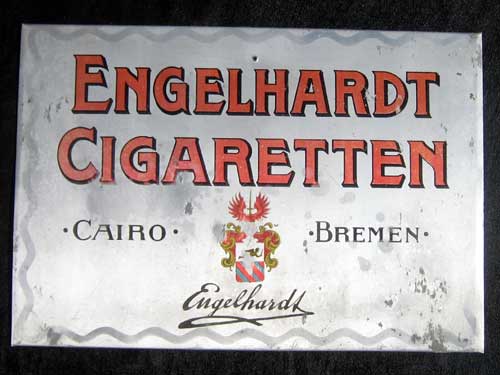 ENGELHARDT
CIGARETTEN
·CAIRO· ·BREMEN·
Engelhardt